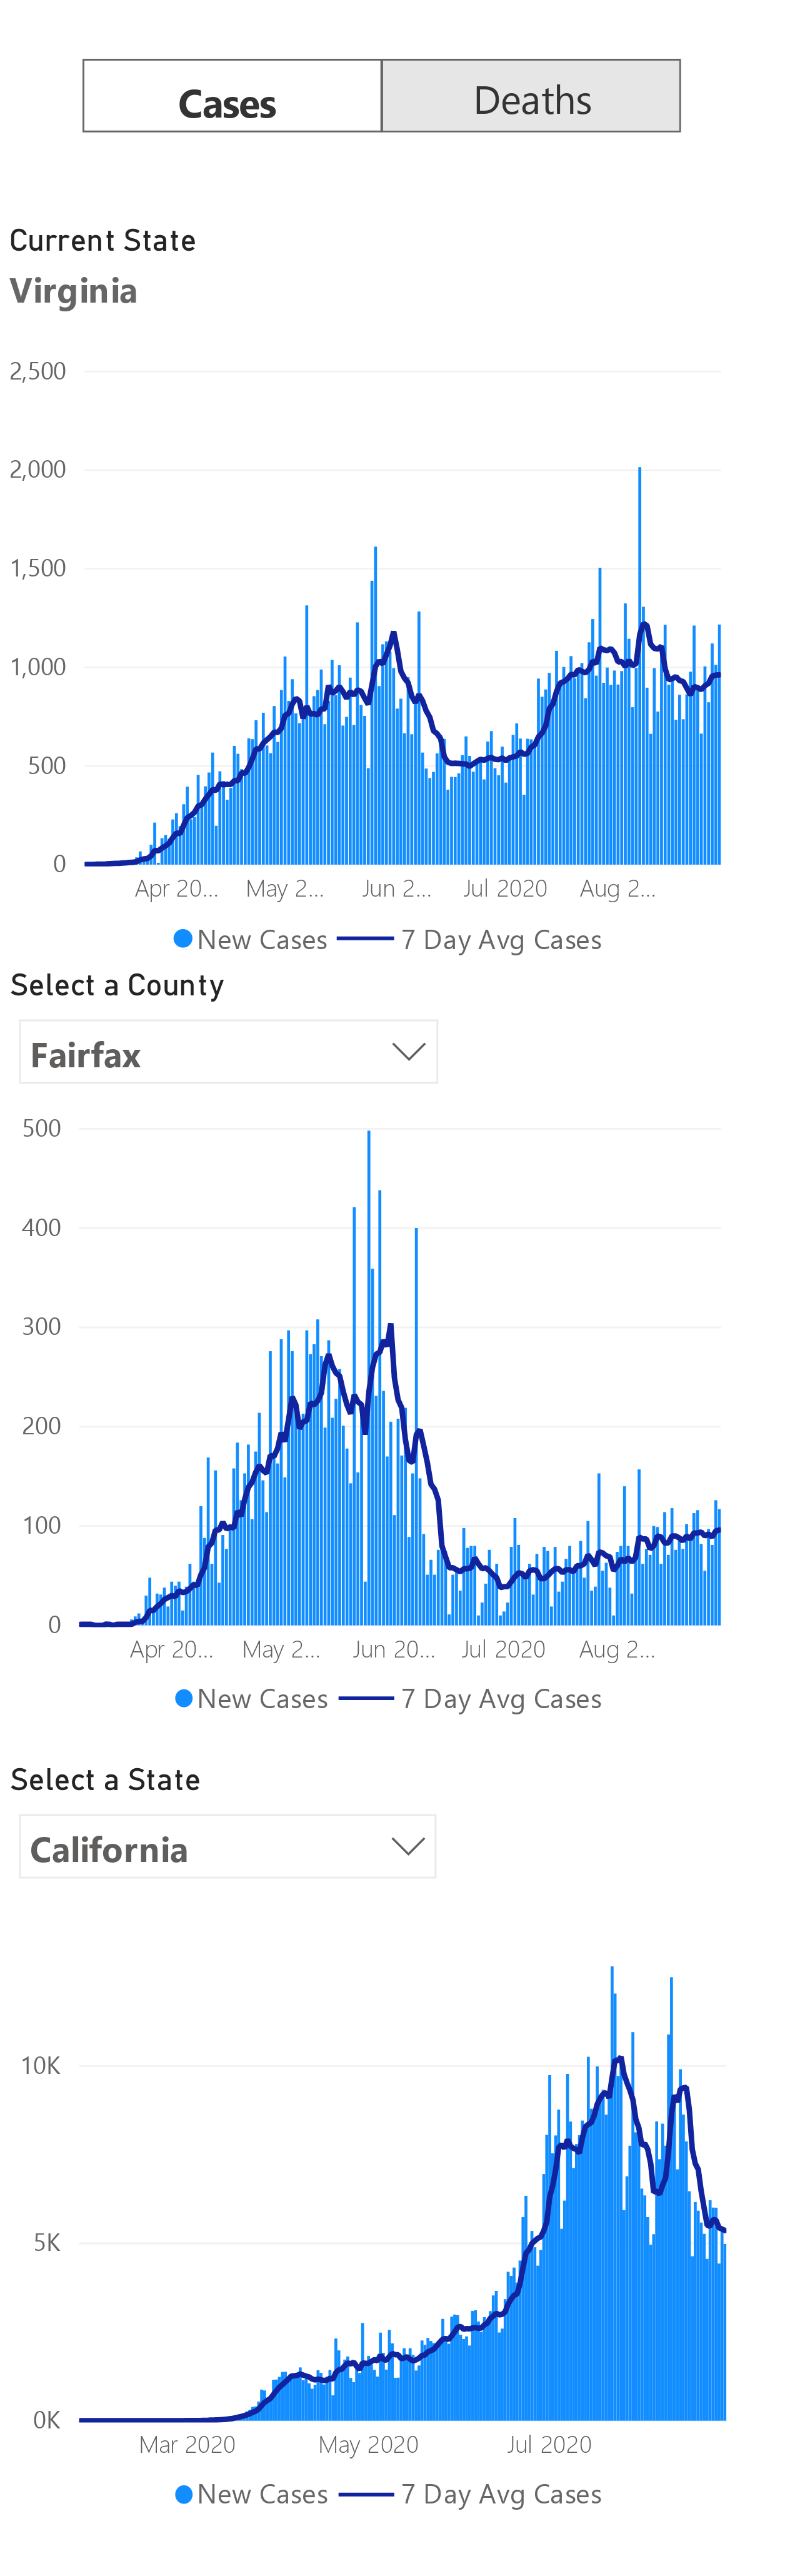 Cases Deaths
Current State
Virginia
2,500
2,000
1,500
1,000
500
0
Apr 20... May 2... Jun 2... Jul 2020 Aug 2...
New Cases 7 Day Avg Cases
Select a County
Fairfax
500
400
300
200
100
0
Apr 20... May 2... Jun 20... Jul 2020 Aug 2...
New Cases 7 Day Avg Cases
Select a State
California
10K
5K
0K
Mar 2020 May 2020 Jul 2020
New Cases 7 Day Avg Cases